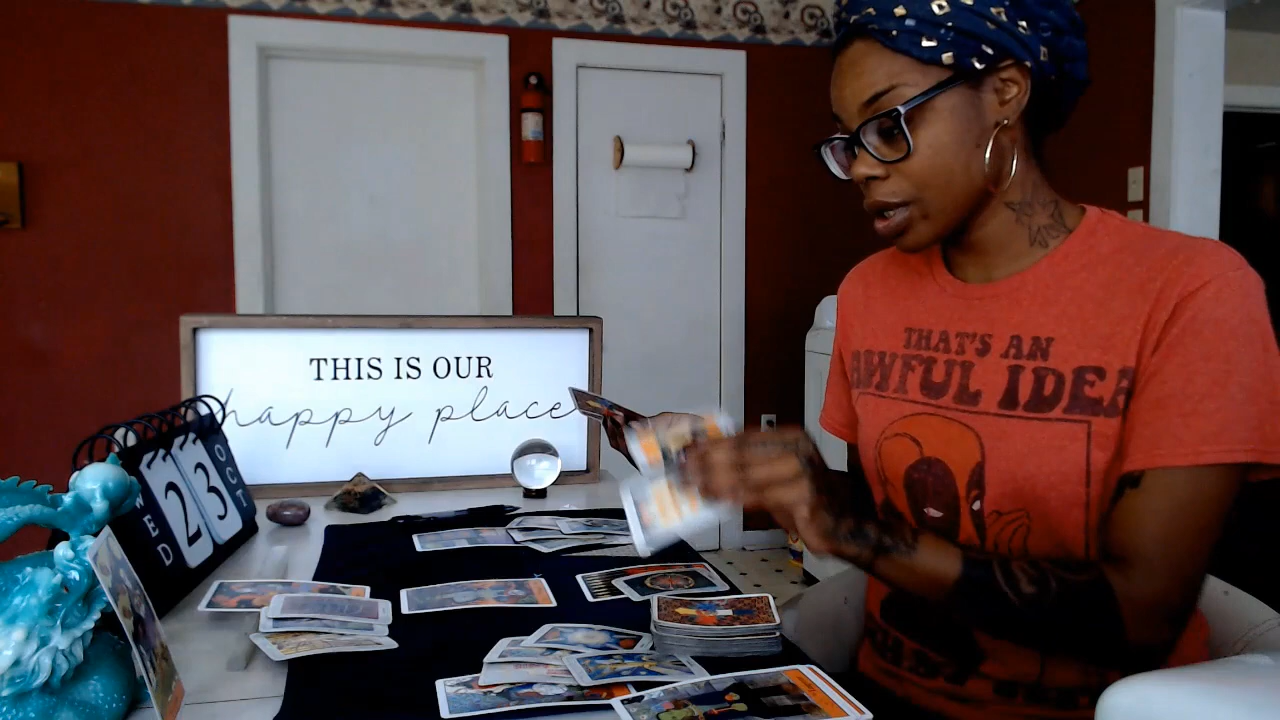 THIS IS OUR
happy place
OCT
23
WED
THAT'S AN
AWFUL IDEA